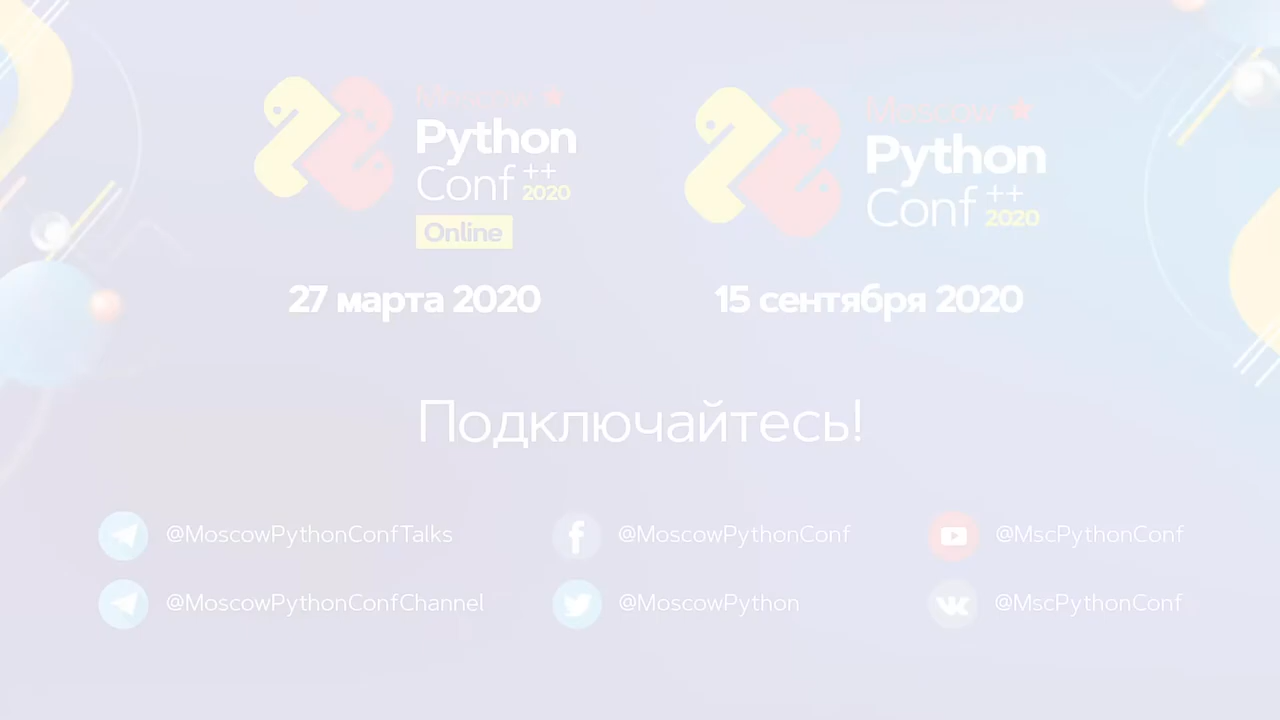 Moscow
Python
Conf ++
2020
Online
27 марта 2020
Moscow
Python
Conf ++
2020
15 сентября 2020
Подключайтесь!
@MoscowPythonConfTalks
@MoscowPythonConf
@MscPythonConf
@MoscowPythonConfChannel
@MoscowPython
@MscPythonConf